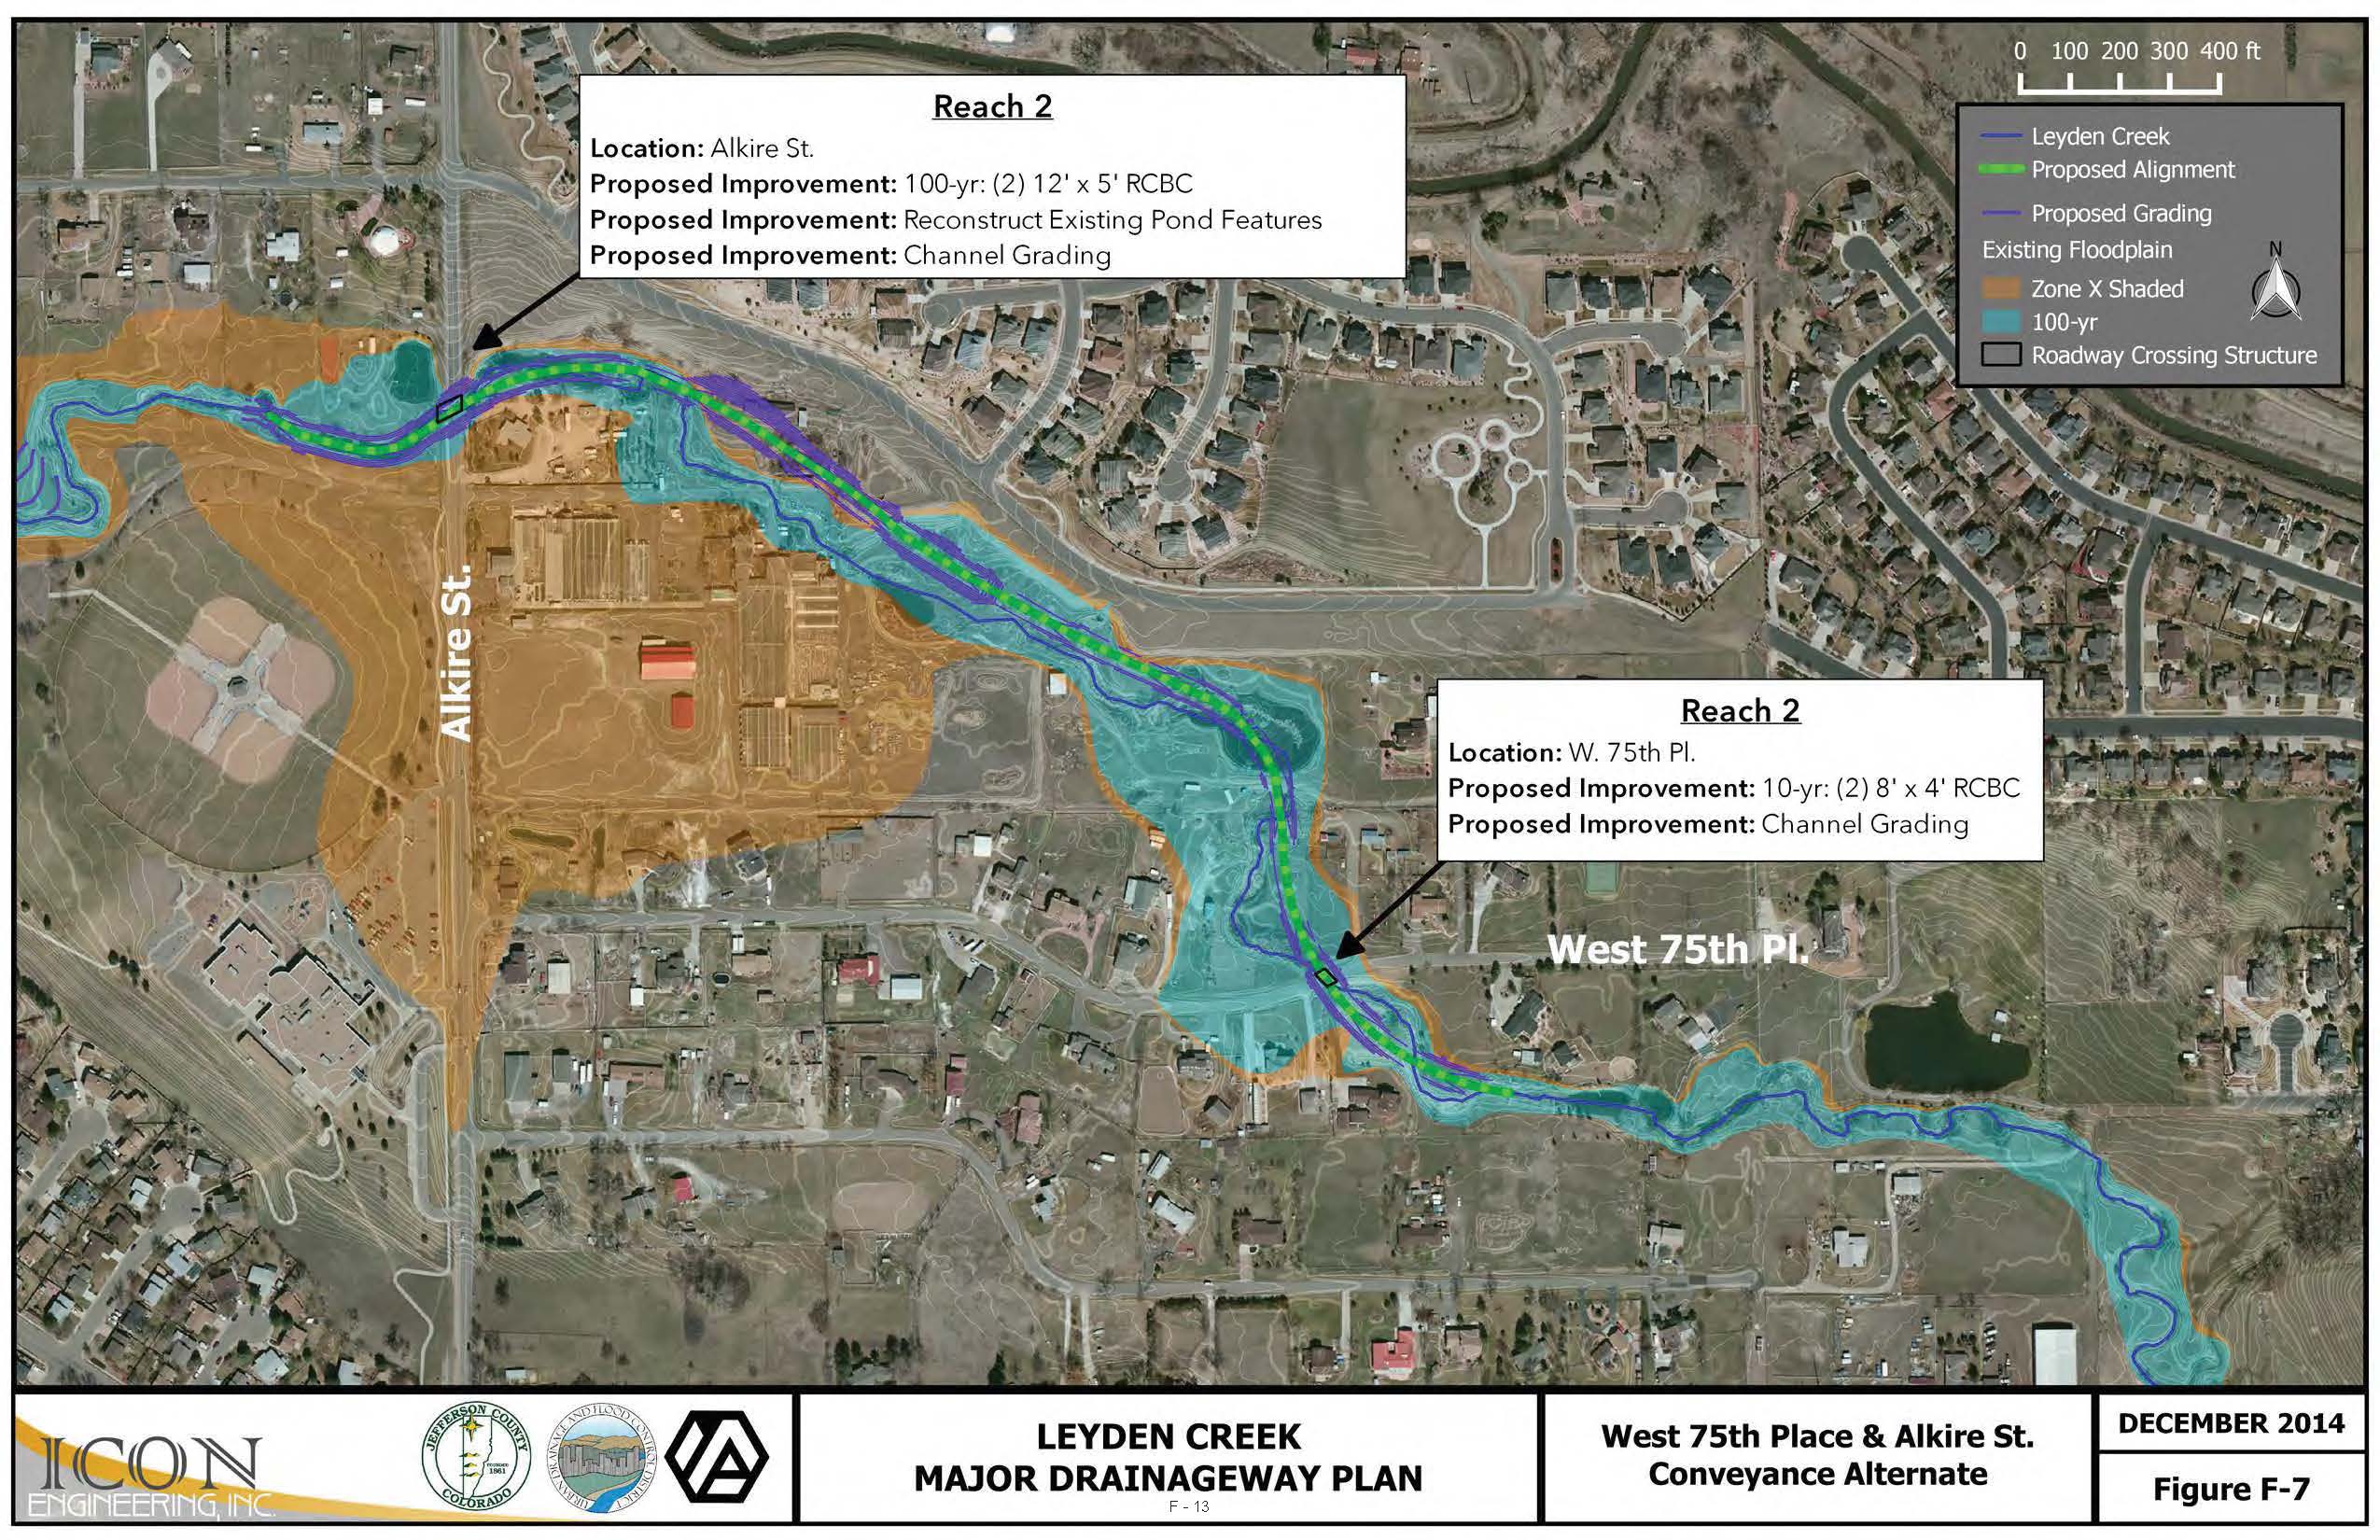 0 100 200 300 400 ft
Leyden Creek
Proposed Alignment
Proposed Grading
Existing Floodplain
N
Zone X Shaded
100-yr
Roadway Crossing Structure
Reach 2
Location: Alkire St.
Proposed Improvement: 100-yr: (2) 12' x 5' RCBC
Proposed Improvement: Reconstruct Existing Pond Features
Proposed Improvement: Channel Grading
Alkire St.
Reach 2
Location: W. 75th Pl.
Proposed Improvement: 10-yr: (2) 8' x 4' RCBC
Proposed Improvement: Channel Grading
West 75th Pl.
ICON
ENGINEERING, INC.
JEFFERSON COUNTY
FOUNDED
1861
COLORADO
URBAN DRAINAGE AND FLOOD CONTROL DISTRICT
LEYDEN CREEK
MAJOR DRAINAGEWAY PLAN
F - 13
West 75th Place & Alkire St.
Conveyance Alternate
DECEMBER 2014
Figure F-7